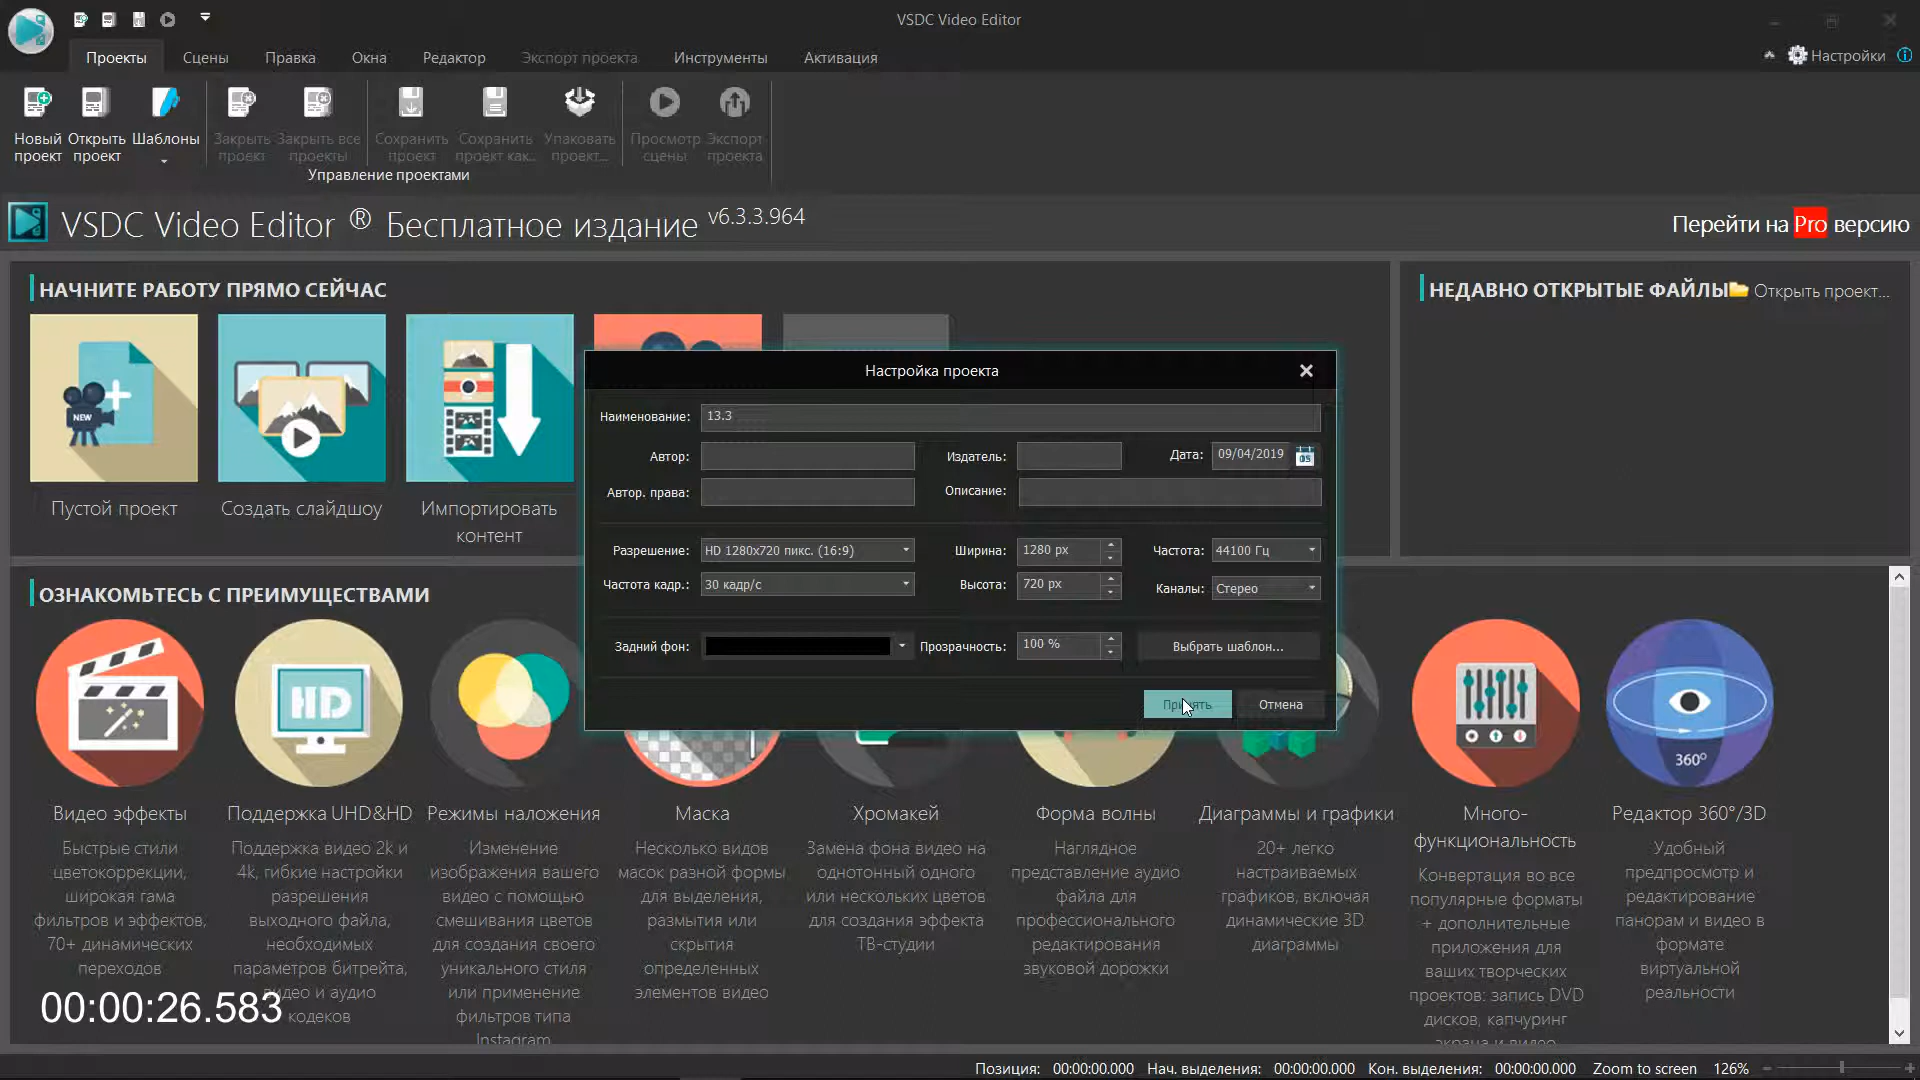 VSDC Video Editor
Проекты Сцены Правка Окна Редактор Экспорт проекта Инструменты Активация
Настройки
Новый проект
Открыть проект
Шаблоны
Закрыть проект
Закрыть все проекты
Сохранить проект
Сохранить проект как...
Упаковать проект...
Просмотр сцены
Экспорт проекта
Управление проектами
VSDC Video Editor ® Бесплатное издание v6.3.3.964
Перейти на Pro версию
НАЧНИТЕ РАБОТУ ПРЯМО СЕЙЧАС
NEW
Пустой проект
Создать слайдшоу
Импортировать
контент
НЕДАВНО ОТКРЫТЫЕ ФАЙЛЫ
Открыть проект...
Настройка проекта
Наименование: 13.3
Автор:
Издатель:
Дата: 09/04/2019
Автор. права:
Описание:
Разрешение: HD 1280x720 пикс. (16:9)
Ширина: 1280 px
Частота: 44100 Гц
Частота кадр.: 30 кадр/с
Высота: 720 px
Каналы: Стерео
Задний фон:
Прозрачность: 100 %
Выбрать шаблон...
Отмена
ОЗНАКОМЬТЕСЬ С ПРЕИМУЩЕСТВАМИ
HD
360°
Видео эффекты
Быстрые стили
цветокоррекции,
широкая гама
фильтров и эффектов,
70+ динамических
переходов
Поддержка UHD&HD
Поддержка видео 2k и
4k, гибкие настройки
разрешения
выходного файла,
необходимых
параметров битрейта,
видео и аудио
кодеков
Режимы наложения
Изменение
изображения вашего
видео с помощью
смешивания цветов
для создания своего
уникального стиля
или применение
фильтров типа
Instagram
Маска
Несколько видов
масок разной формы
для выделения,
размытия или
скрытия
определенных
элементов видео
Хромакей
Замена фона видео на
однотонный одного
или нескольких цветов
для создания эффекта
ТВ-студии
Форма волны
Наглядное
представление аудио
файла для
профессионального
редактирования
звуковой дорожки
Диаграммы и графики
20+ легко
настраиваемых
графиков, включая
динамические 3D
диаграммы
Много-
функциональность
Конвертация во все
популярные форматы
+ дополнительные
приложения для
ваших творческих
проектов: запись DVD
дисков, капчуринг
экрана и видео
Редактор 360°/3D
Удобный
предпросмотр и
редактирование
панорам и видео в
формате
виртуальной
реальности
00:00:26.583
Позиция: 00:00:00.000 Нач. выделения: 00:00:00.000 Кон. выделения: 00:00:00.000 Zoom to screen 126%